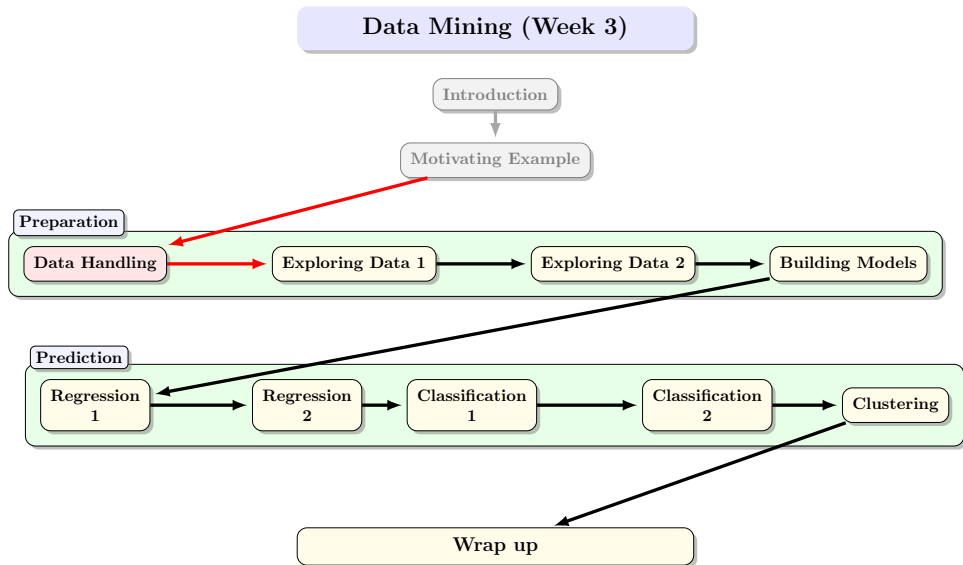 Data Mining (Week 3)
Introduction
Motivating Example
Preparation
Data Handling
Exploring Data 1
Exploring Data 2
Building Models
Prediction
Regression
1
Regression
2
Classification
1
Classification
2
Clustering
Wrap up